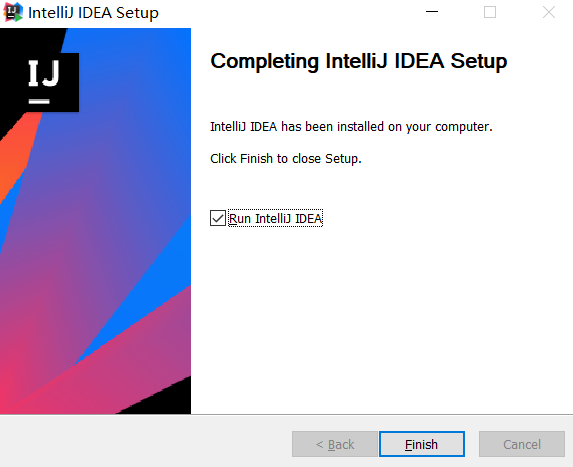 IntelliJ IDEA Setup
IJ
Completing IntelliJ IDEA Setup
IntelliJ IDEA has been installed on your computer.
Click Finish to close Setup.
Run IntelliJ IDEA
< Back
Finish
Cancel